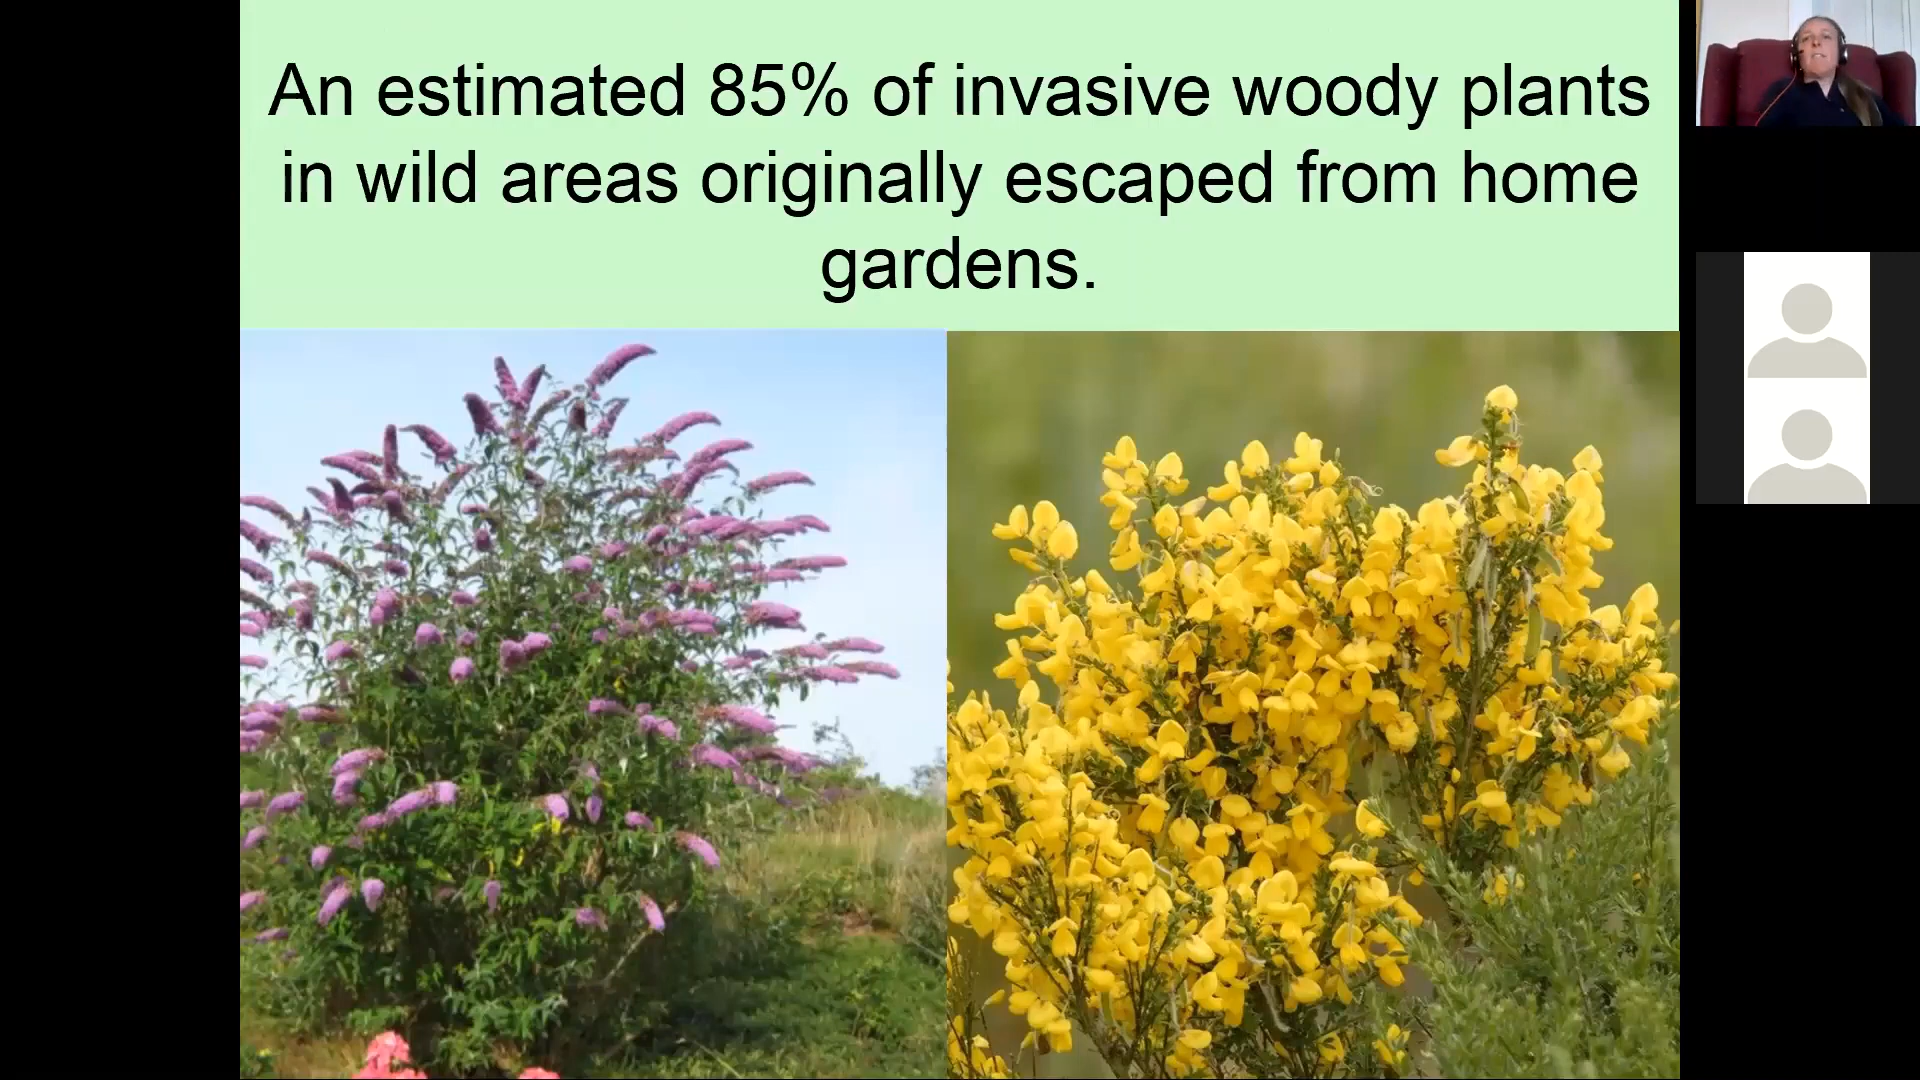 An estimated 85% of invasive woody plants
in wild areas originally escaped from home
gardens.